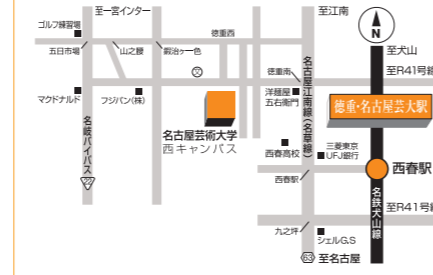 至一宮インター
至江南
N
ゴルフ練習場
徳重西
至犬山
五日市場
山之腰
鍛治ヶ一色
至R41号線
文
徳重南
マクドナルド
フジパン(株)
洋麺屋
五右衛門
徳重・名古屋芸大駅
名古屋芸術大学
西キャンパス
名古屋江南線(名草線)
西春高校
三菱東京
UFJ銀行
名岐バイパス
22
西春駅
西春駅
名鉄犬山線
至R41号線
九之坪
シェルG.S
63
至名古屋